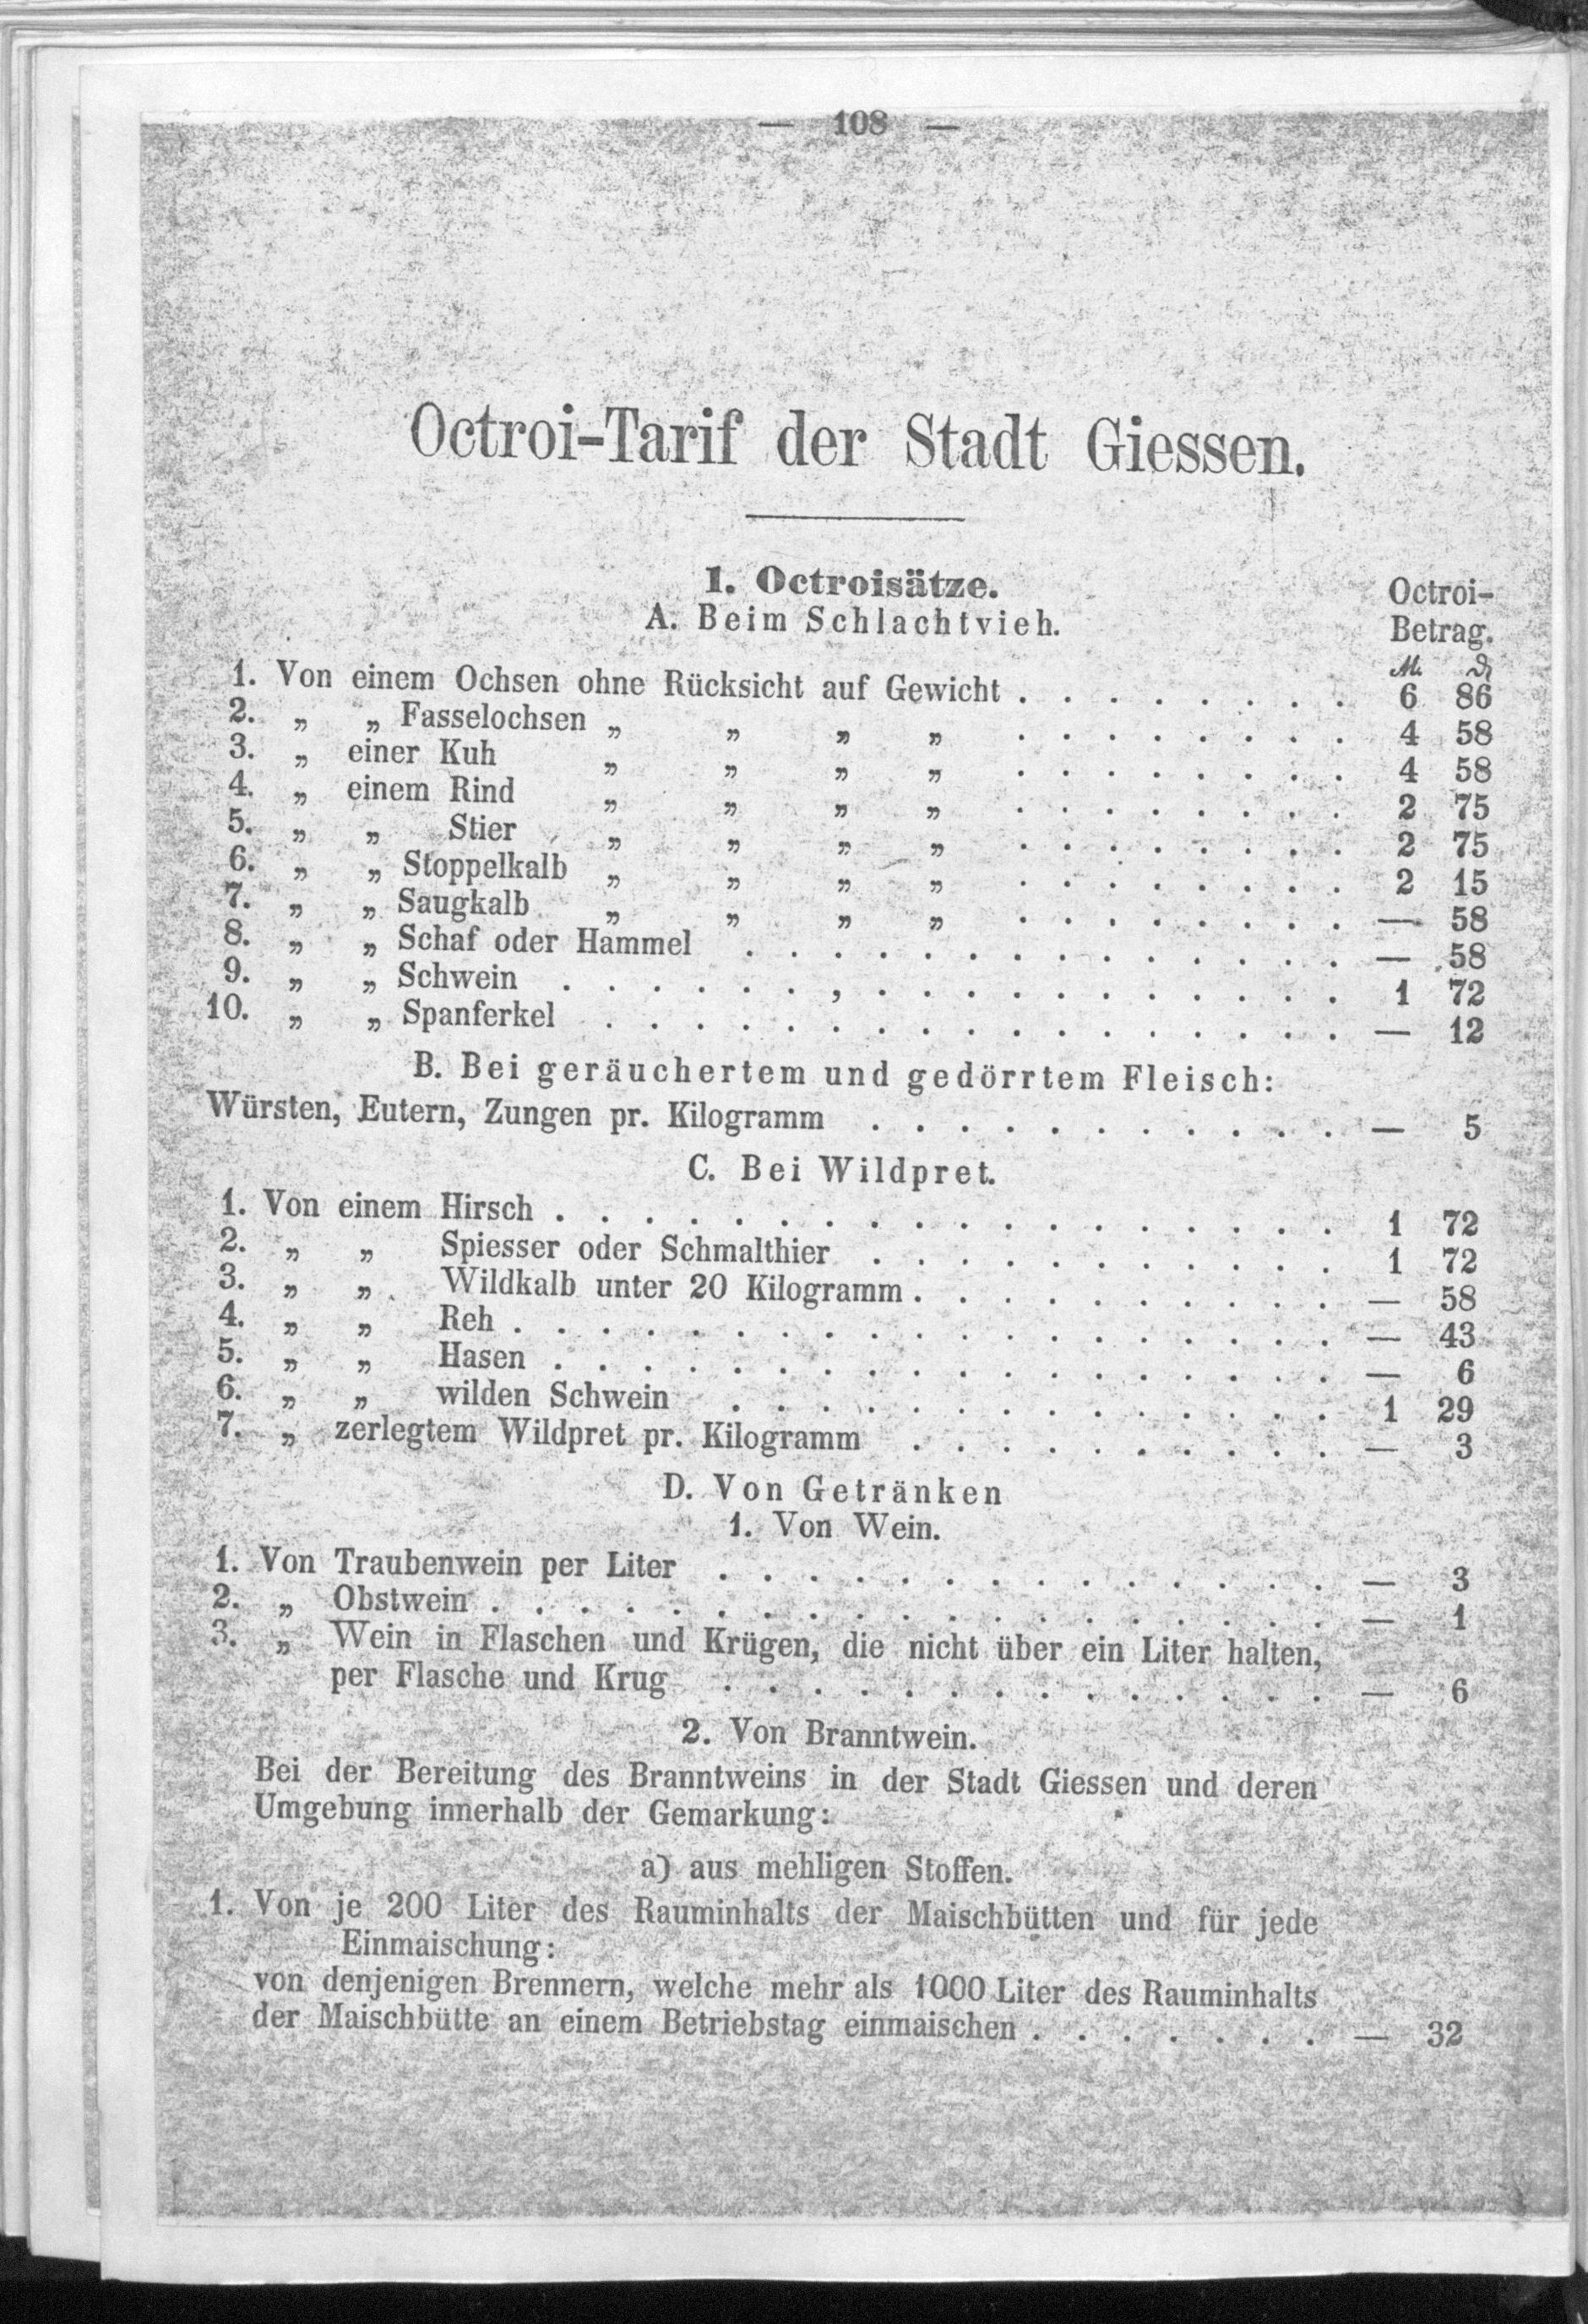 — 108 —
Octroi-Tarif der Stadt Giessen.
1. Octroisätze.
A. Beim Schlachtvieh.
Octroi-
Betrag.
ℳ ₰
1. Von einem Ochsen ohne Rücksicht auf Gewicht . . . . . . . . 6 86
2. „ „ Fasselochsen „ „ „ „ . . . . . . . . 4 58
3. „ einer Kuh „ „ „ „ . . . . . . . . 4 58
4. „ einem Rind „ „ „ „ . . . . . . . . 2 75
5. „ „ Stier „ „ „ „ . . . . . . . . 2 75
6. „ „ Stoppelkalb „ „ „ „ . . . . . . . . 2 15
7. „ „ Saugkalb „ „ „ „ . . . . . . . . — 58
8. „ „ Schaf oder Hammel . . . . . . . . . . . . . . — 58
9. „ „ Schwein . . . . . . , . . . . . . . . . . . 1 72
10. „ „ Spanferkel . . . . . . . . . . . . . . . . . — 12
B. Bei geräuchertem und gedörrtem Fleisch:
Würsten, Eutern, Zungen pr. Kilogramm . . . . . . . . . . . — 5
C. Bei Wildpret.
1. Von einem Hirsch . . . . . . . . . . . . . . . . . . 1 72
2. „ „ Spiesser oder Schmalthier . . . . . . . . . . . 1 72
3. „ „ Wildkalb unter 20 Kilogramm . . . . . . . . . . — 58
4. „ „ Reh . . . . . . . . . . . . . . . . . . . — 43
5. „ „ Hasen . . . . . . . . . . . . . . . . . . — 6
6. „ „ wilden Schwein . . . . . . . . . . . . . . 1 29
7. „ zerlegtem Wildpret pr. Kilogramm . . . . . . . . . . — 3
D. Von Getränken
1. Von Wein.
1. Von Traubenwein per Liter . . . . . . . . . . . . . . — 3
2. „ Obstwein . . . . . . . . . . . . . . . . . . . — 1
3. „ Wein in Flaschen und Krügen, die nicht über ein Liter halten,
per Flasche und Krug . . . . . . . . . . . . . . — 6
2. Von Branntwein.
Bei der Bereitung des Branntweins in der Stadt Giessen und deren
Umgebung innerhalb der Gemarkung:
a) aus mehligen Stoffen.
1. Von je 200 Liter des Rauminhalts der Maischbütten und für jede
Einmaischung:
von denjenigen Brennern, welche mehr als 1000 Liter des Rauminhalts
der Maischbütte an einem Betriebstag einmaischen . . . . . . . — 32